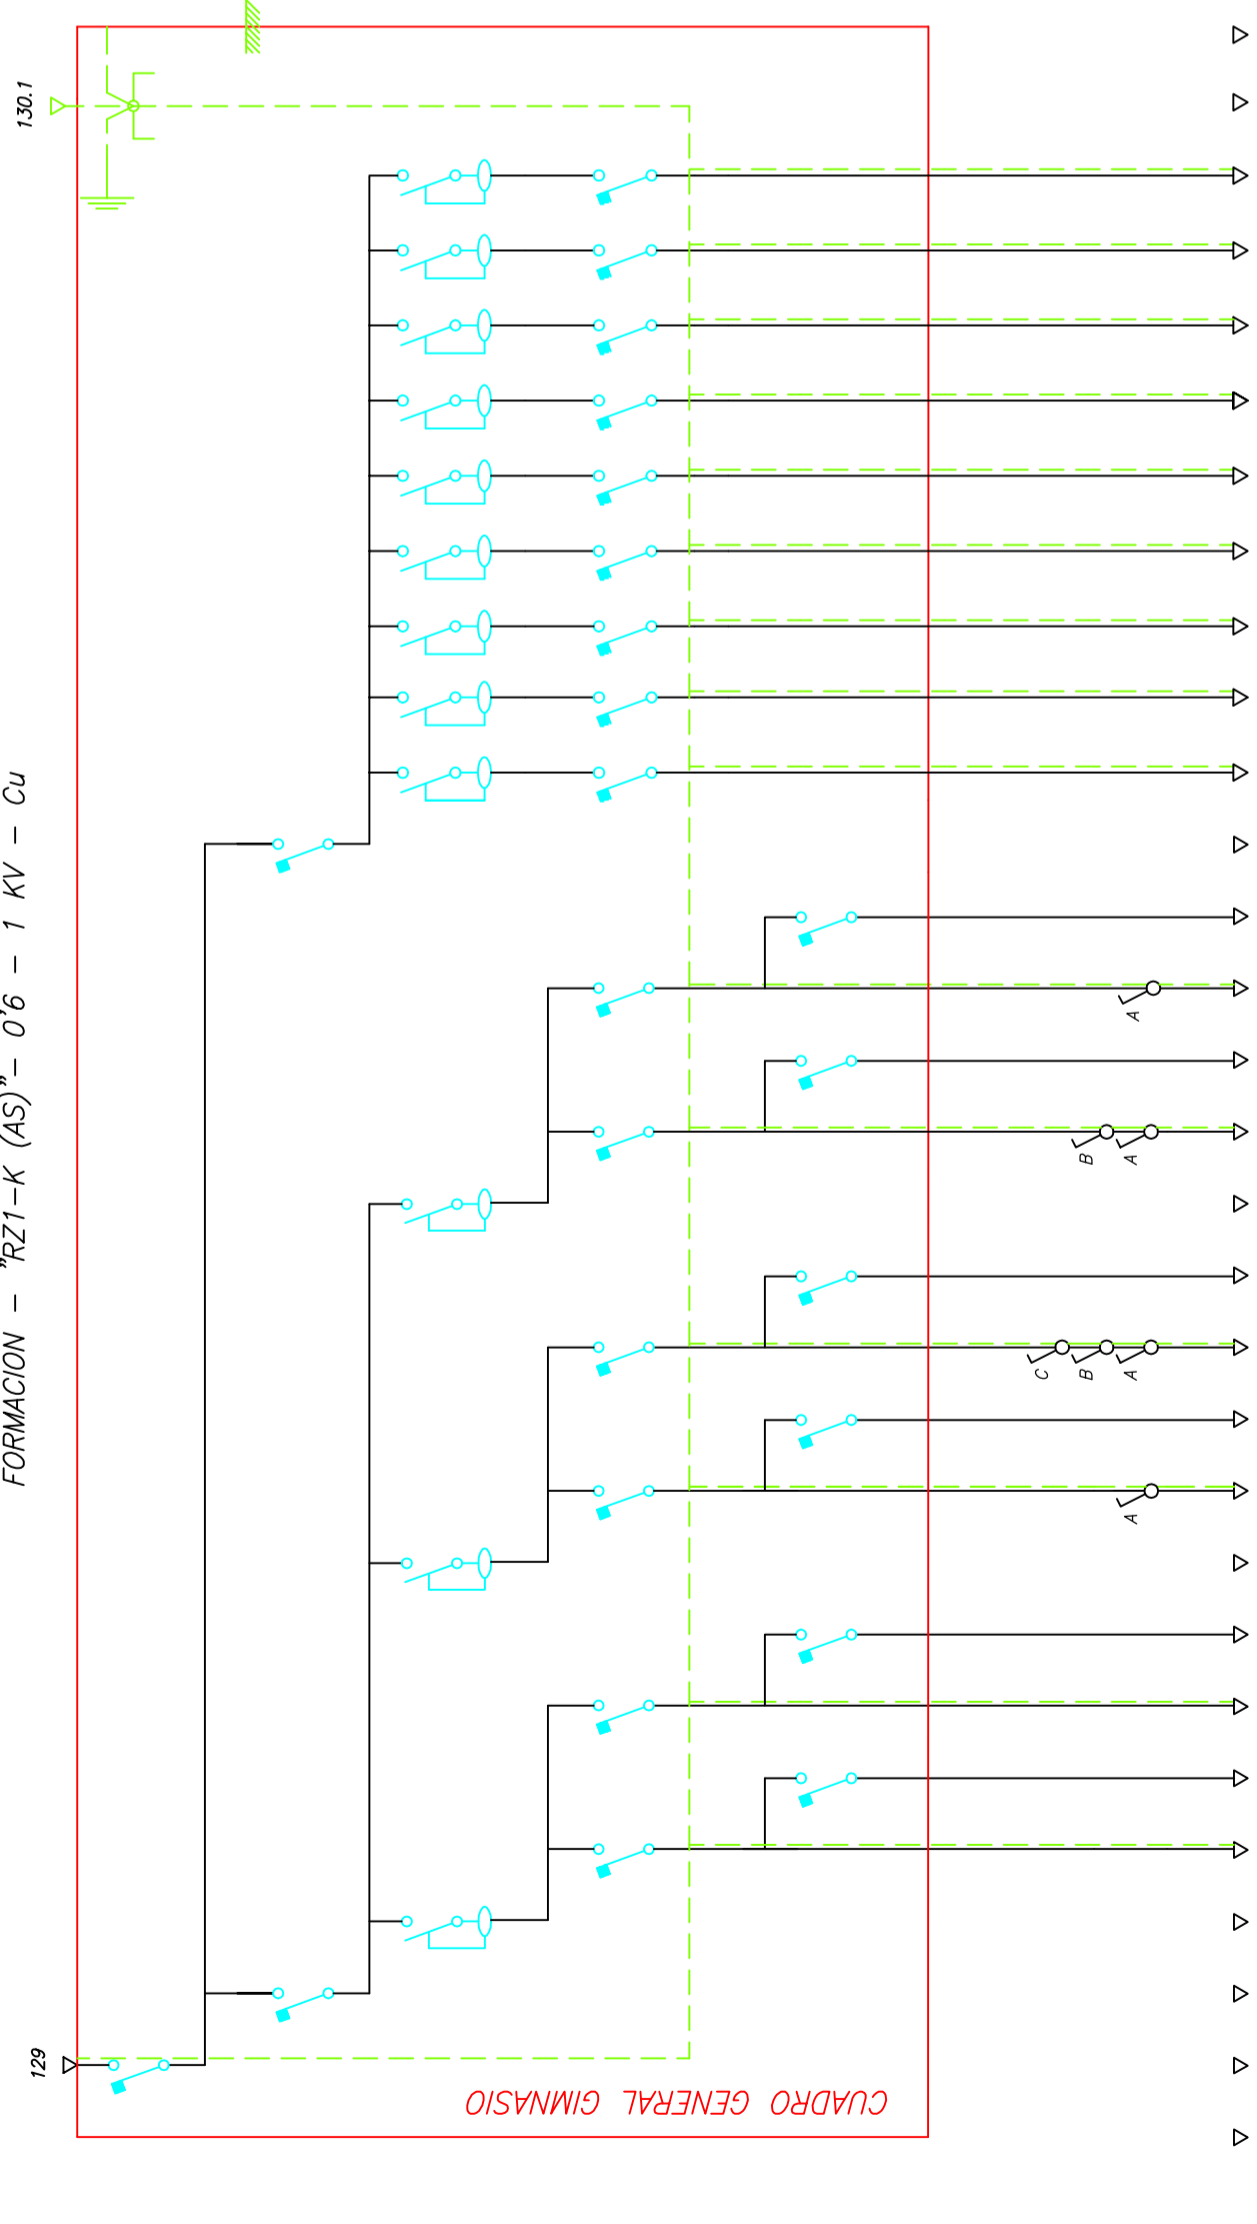 130.1
FORMACION - "RZ1-K (AS)"- 0'6 - 1 KV - Cu
A
B
A
C
B
A
A
129
CUADRO GENERAL GIMNASIO